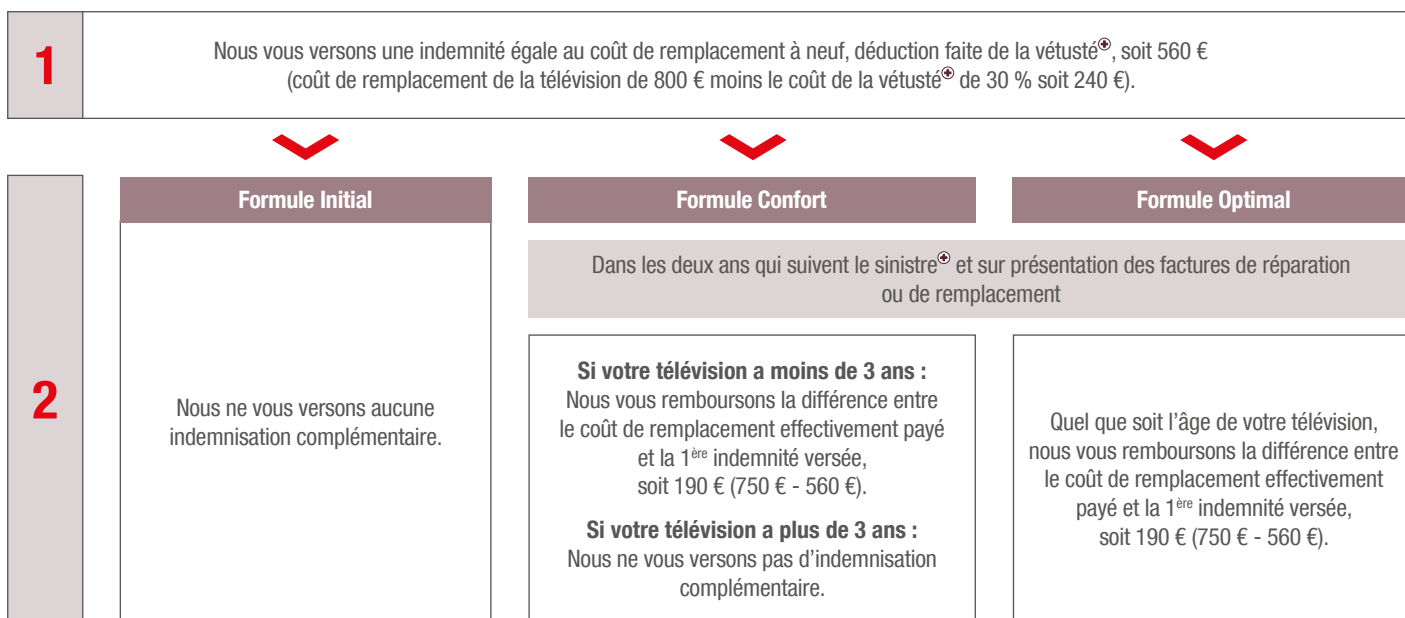 1
Nous vous versons une indemnité égale au coût de remplacement à neuf, déduction faite de la vétusté⊕, soit 560 €
(coût de remplacement de la télévision de 800 € moins le coût de la vétusté⊕ de 30 % soit 240 €).
2
Formule Initial
Nous ne vous versons aucune
indemnisation complémentaire.
Formule Confort
Formule Optimal
Dans les deux ans qui suivent le sinistre⊕ et sur présentation des factures de réparation
ou de remplacement
Si votre télévision a moins de 3 ans :
Nous vous remboursons la différence entre
le coût de remplacement effectivement payé
et la 1ère indemnité versée,
soit 190 € (750 € - 560 €).
Si votre télévision a plus de 3 ans :
Nous ne vous versons pas d’indemnisation
complémentaire.
Quel que soit l’âge de votre télévision,
nous vous remboursons la différence entre
le coût de remplacement effectivement
payé et la 1ère indemnité versée,
soit 190 € (750 € - 560 €).